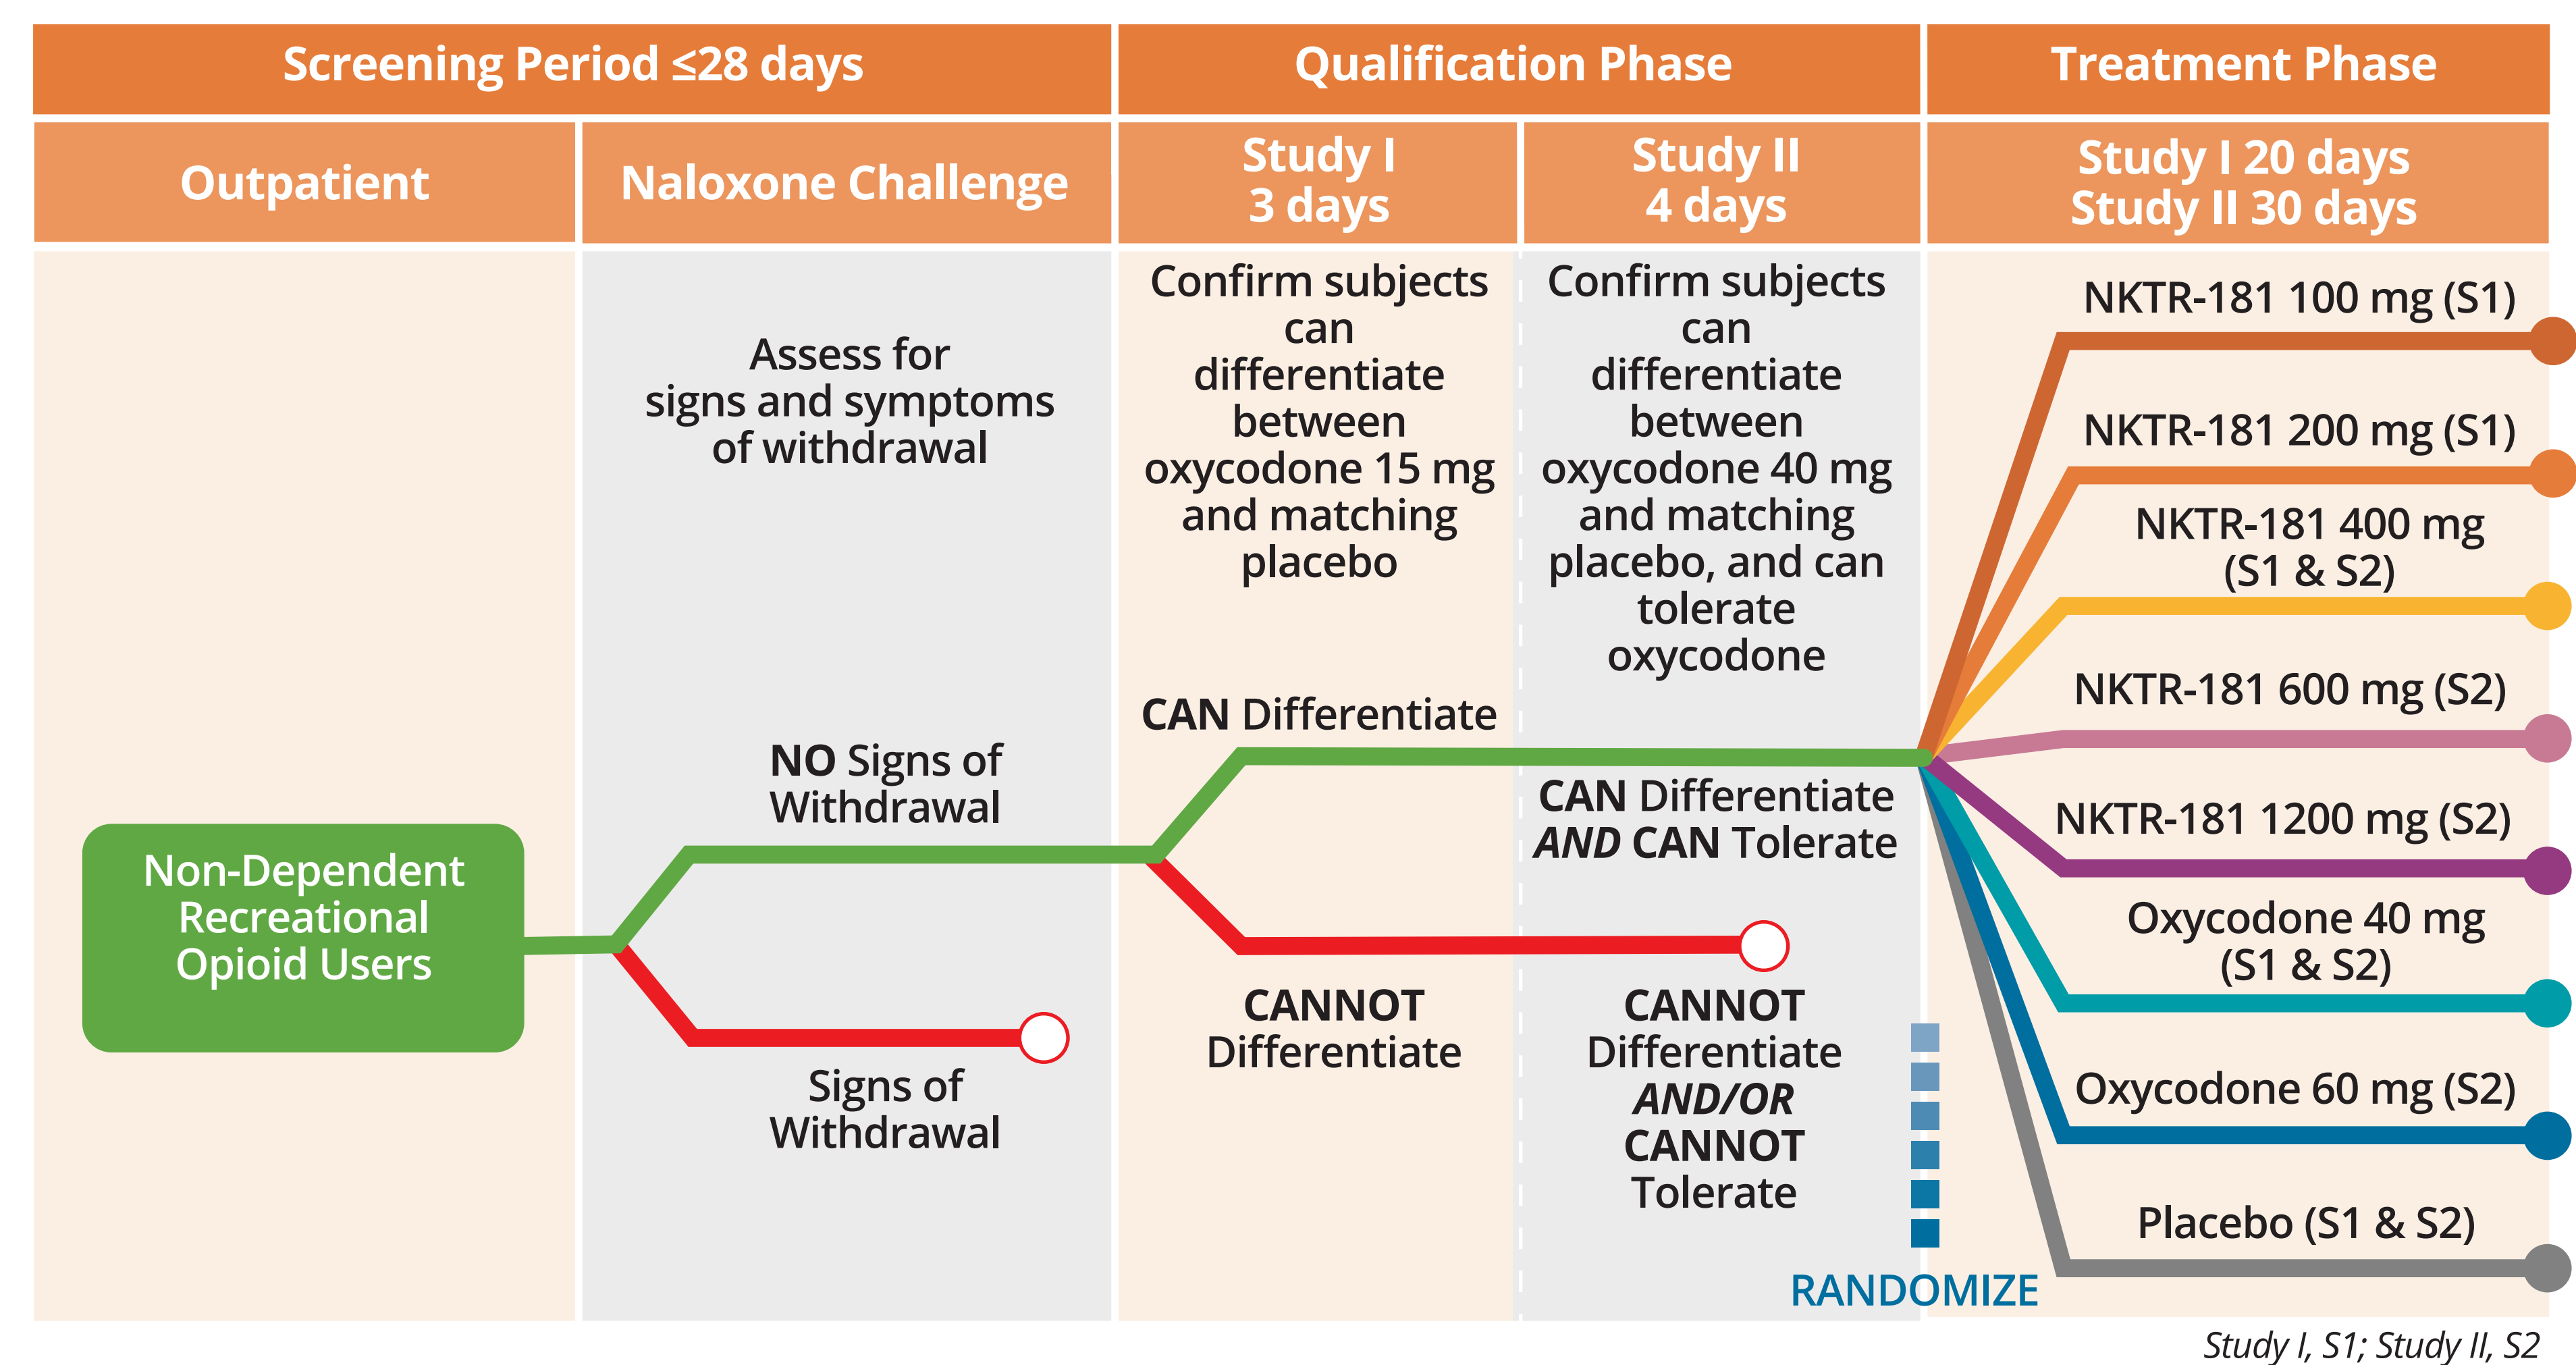 Screening Period ≤28 days
Qualification Phase
Treatment Phase
Outpatient
Naloxone Challenge
Study I
3 days
Study II
4 days
Study I 20 days
Study II 30 days
Non-Dependent
Recreational
Opioid Users
Assess for
signs and symptoms
of withdrawal
NO Signs of
Withdrawal
Signs of
Withdrawal
Confirm subjects
can
differentiate
between
oxycodone 15 mg
and matching
placebo
CAN Differentiate
CANNOT
Differentiate
Confirm subjects
can
differentiate
between
oxycodone 40 mg
and matching
placebo, and can
tolerate
oxycodone
CAN Differentiate
AND CAN Tolerate
CANNOT
Differentiate
AND/OR
CANNOT
Tolerate
RANDOMIZE
NKTR-181 100 mg (S1)
NKTR-181 200 mg (S1)
NKTR-181 400 mg
(S1 & S2)
NKTR-181 600 mg (S2)
NKTR-181 1200 mg (S2)
Oxycodone 40 mg
(S1 & S2)
Oxycodone 60 mg (S2)
Placebo (S1 & S2)
Study I, S1; Study II, S2